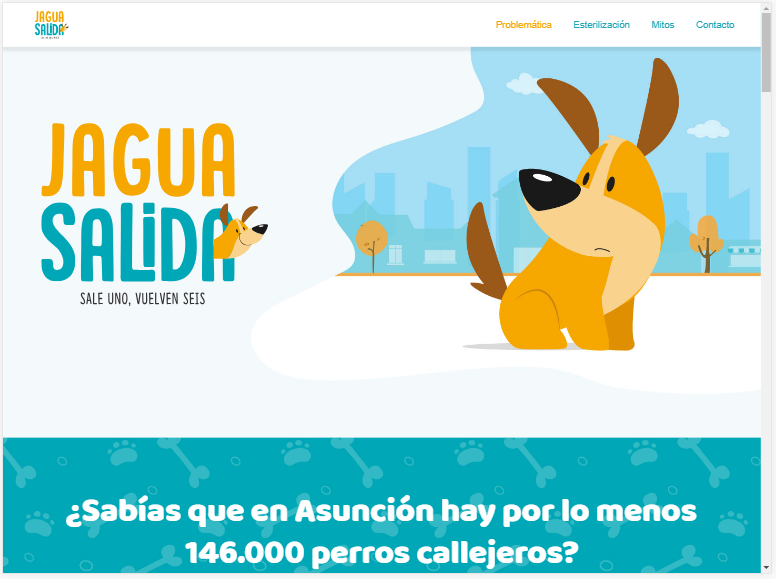 JAGUA
SALiDA
Problemática Esterilización Mitos Contacto
JAGUA
SALiDA
SALE UNO, VUELVEN SEIS
¿Sabías que en Asunción hay por lo menos
146.000 perros callejeros?